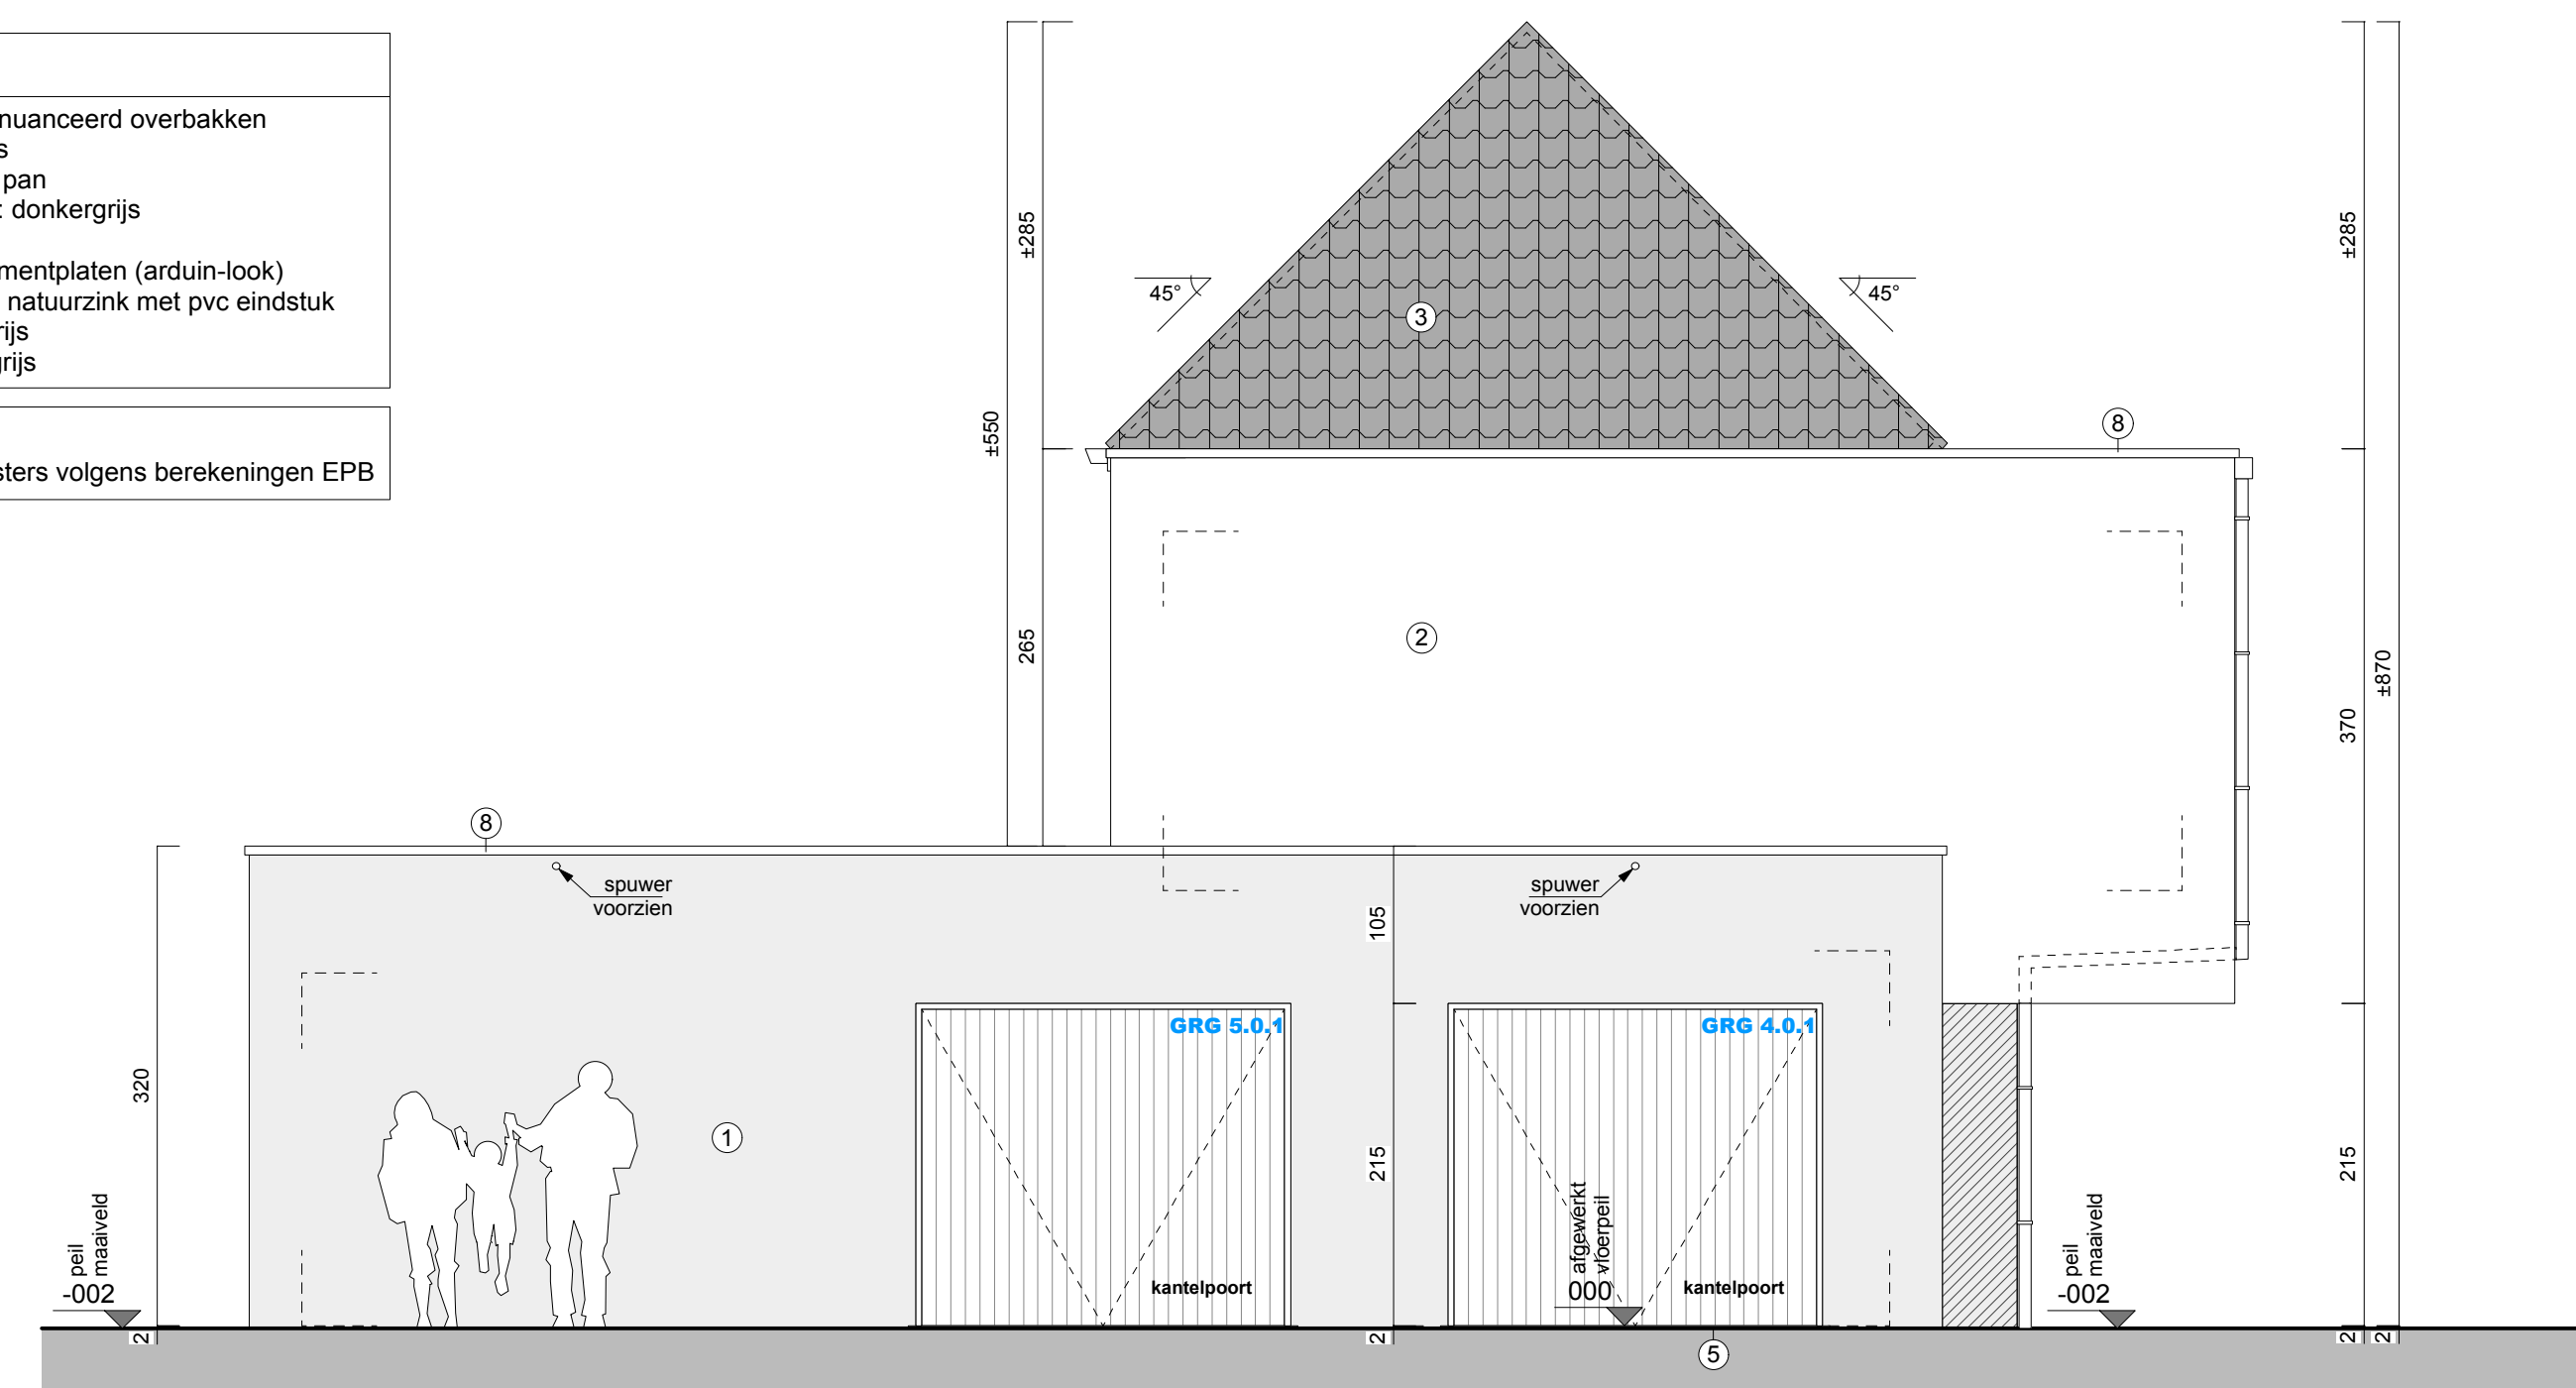 nuanceerd overbakken
s
pan
: donkergrijs
mentplaten (arduin-look)
natuurzink met pvc eindstuk
rijs
grijs
sters volgens berekeningen EPB
±285
±550
265
45°
45°
3
8
2
±285
±870
370
215
8
spuwer
voorzien
spuwer
voorzien
105
215
320
1
GRG 5.0.1
kantelpoort
GRG 4.0.1
kantelpoort
afgewerkt
vloerpeil
000
peil
maaiveld
-002
peil
maaiveld
-002
2
2
2
2
5